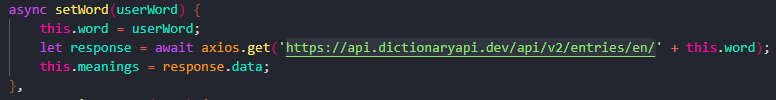 async setWord(userWord) {
this.word = userWord;
let response = await axios.get('https://api.dictionaryapi.dev/api/v2/entries/en/' + this.word);
this.meanings = response.data;
},